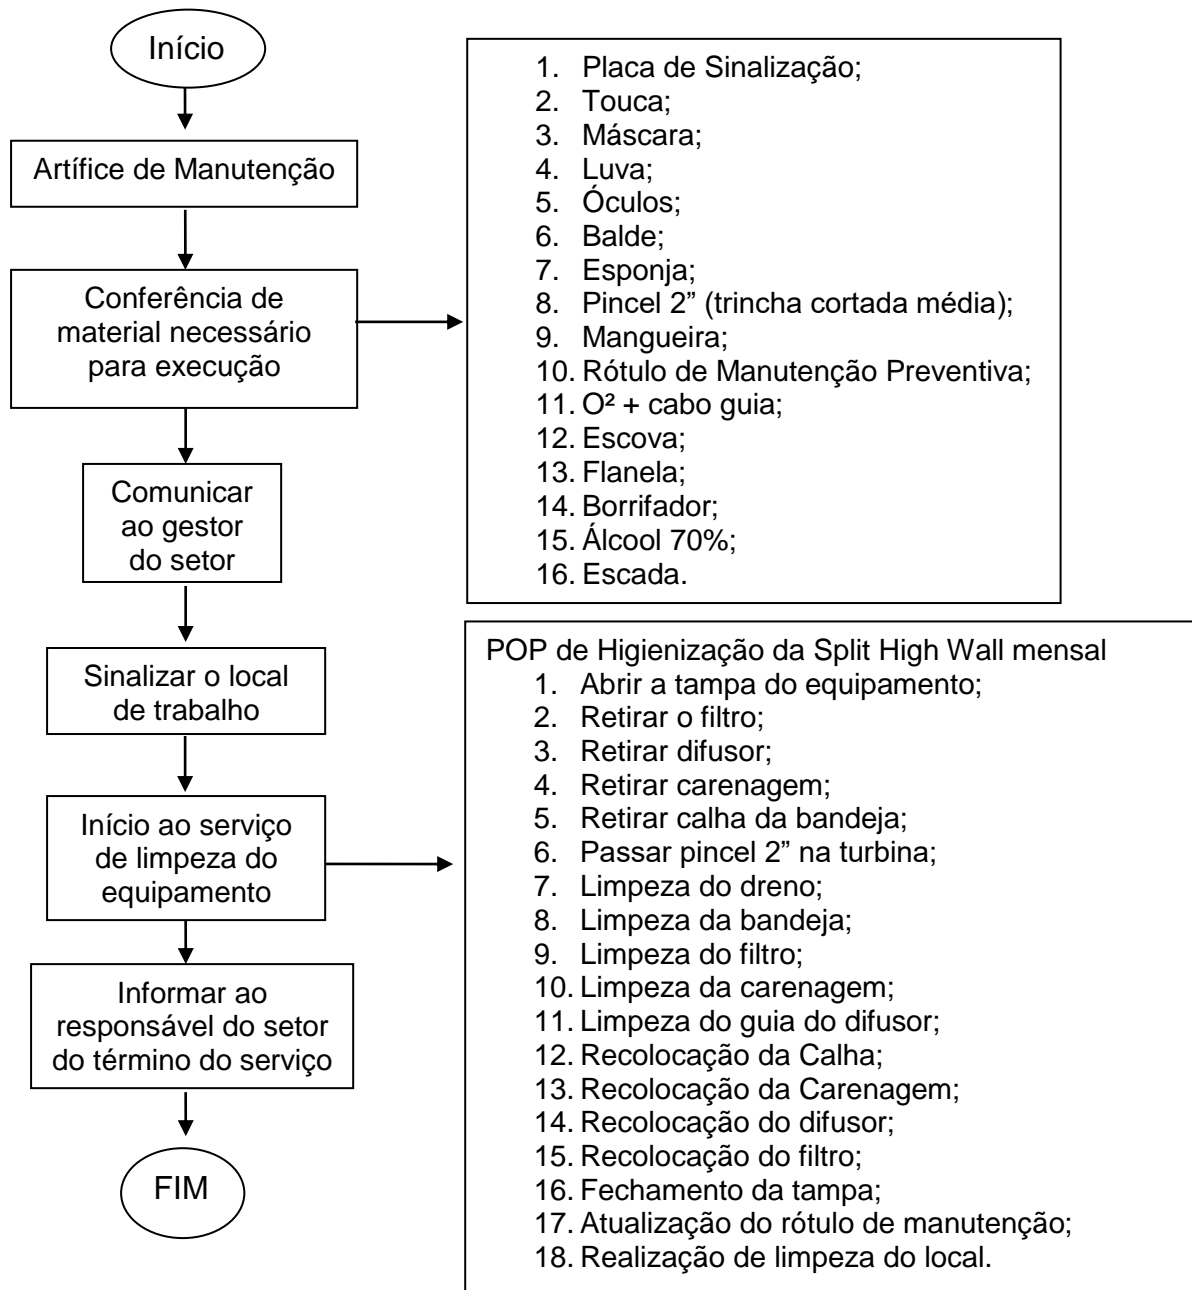 Início
Artífice de Manutenção
Conferência de
material necessário
para execução
1. Placa de Sinalização;
2. Touca;
3. Máscara;
4. Luva;
5. Óculos;
6. Balde;
7. Esponja;
8. Pincel 2” (trincha cortada média);
9. Mangueira;
10. Rótulo de Manutenção Preventiva;
11. O² + cabo guia;
12. Escova;
13. Flanela;
14. Borrifador;
15. Álcool 70%;
16. Escada.
Comunicar
ao gestor
do setor
Sinalizar o local
de trabalho
Início ao serviço
de limpeza do
equipamento
POP de Higienização da Split High Wall mensal
1. Abrir a tampa do equipamento;
2. Retirar o filtro;
3. Retirar difusor;
4. Retirar carenagem;
5. Retirar calha da bandeja;
6. Passar pincel 2” na turbina;
7. Limpeza do dreno;
8. Limpeza da bandeja;
9. Limpeza do filtro;
10. Limpeza da carenagem;
11. Limpeza do guia do difusor;
12. Recolocação da Calha;
13. Recolocação da Carenagem;
14. Recolocação do difusor;
15. Recolocação do filtro;
16. Fechamento da tampa;
17. Atualização do rótulo de manutenção;
18. Realização de limpeza do local.
Informar ao
responsável do setor
do término do serviço
FIM